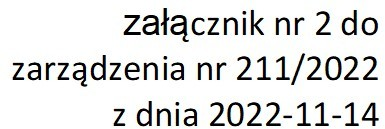 załącznik nr 2 do
zarządzenia nr 211/2022
z dnia 2022-11-14